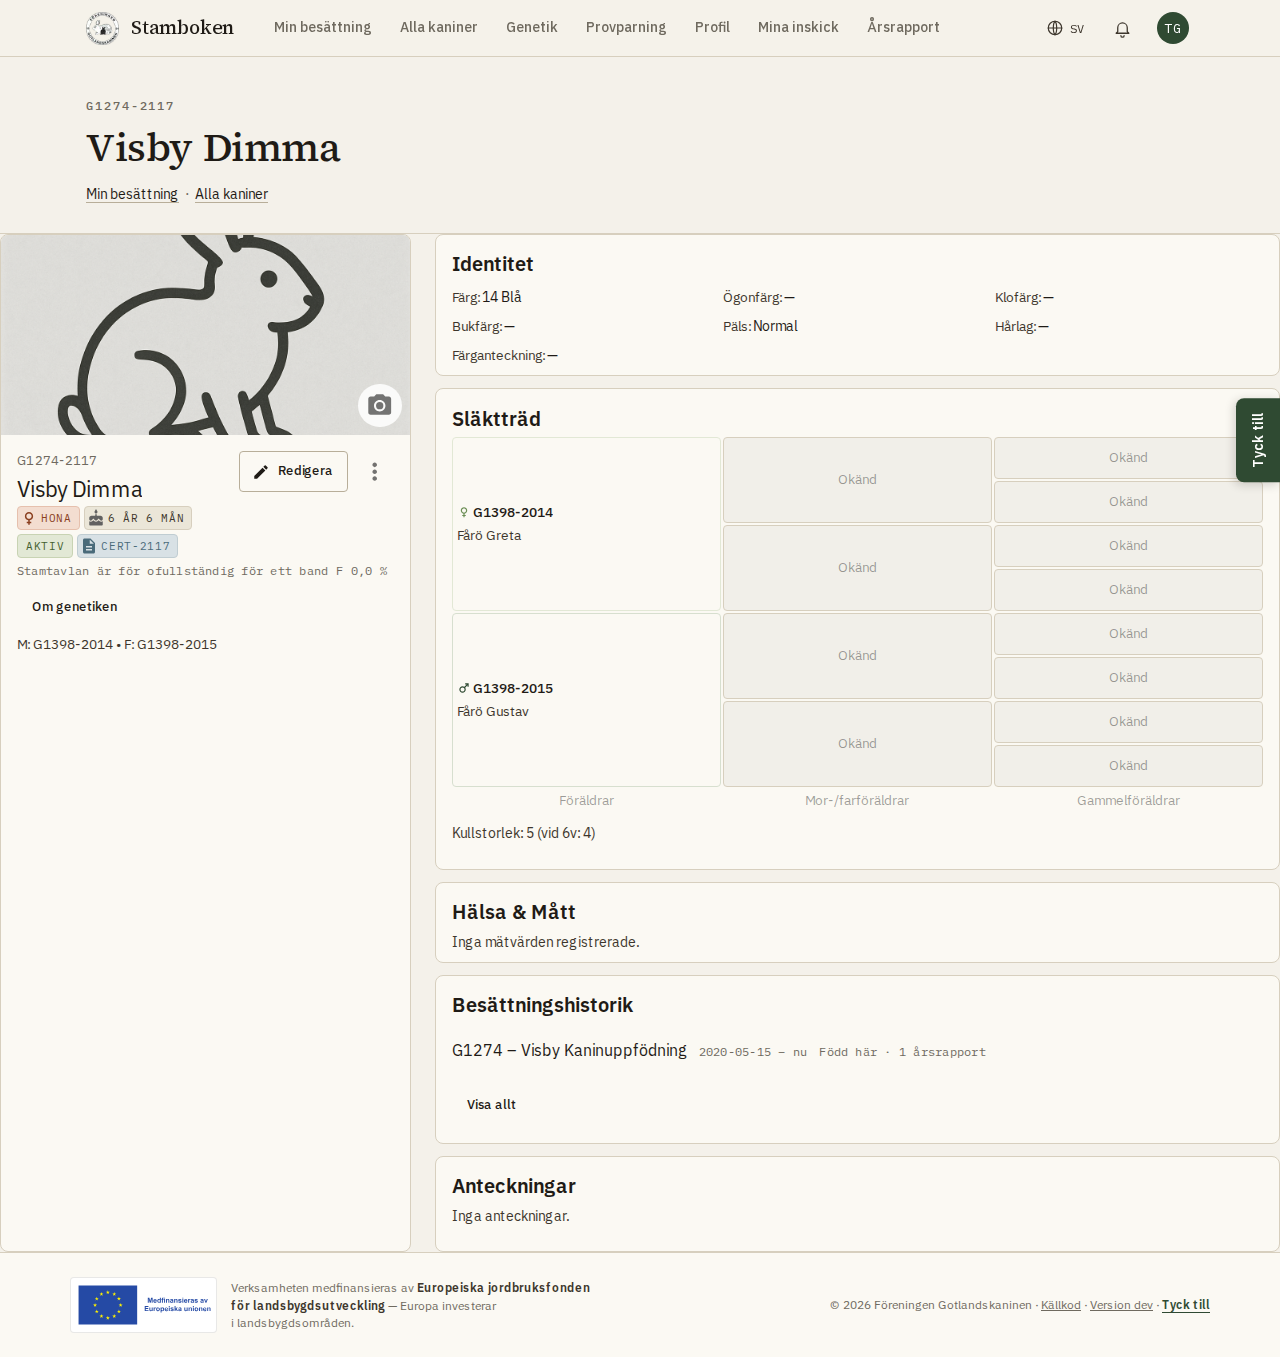 Stamboken
Min besättning
Alla kaniner
Genetik
Provparning
Profil
Mina inskick
Årsrapport
SV
TG
G1274-2117
Visby Dimma
Min besättning · Alla kaniner
G1274-2117
Visby Dimma
Redigera
HONA
6 ÅR 6 MÅN
AKTIV
CERT-2117
Stamtavlan är för ofullständig för ett band F 0,0 %
Om genetiken
M: G1398-2014 • F: G1398-2015
Identitet
Färg: 14 Blå
Ögonfärg: —
Klofärg: —
Bukfärg: —
Päls: Normal
Hårlag: —
Färganteckning: —
Släktträd
♀ G1398-2014
Fårö Greta
♂ G1398-2015
Fårö Gustav
Okänd
Okänd
Okänd
Okänd
Okänd
Okänd
Okänd
Okänd
Okänd
Okänd
Okänd
Okänd
Föräldrar
Mor-/farföräldrar
Gammelföräldrar
Kullstorlek: 5 (vid 6v: 4)
Tyck till
Hälsa & Mått
Inga mätvärden registrerade.
Besättningshistorik
G1274 – Visby Kaninuppfödning 2020-05-15 – nu Född här · 1 årsrapport
Visa allt
Anteckningar
Inga anteckningar.
Medfinansieras av
Europeiska unionen
Verksamheten medfinansieras av Europeiska jordbruksfonden
för landsbygdsutveckling — Europa investerar
i landsbygdsområden.
© 2026 Föreningen Gotlandskaninen · Källkod · Version dev · Tyck till